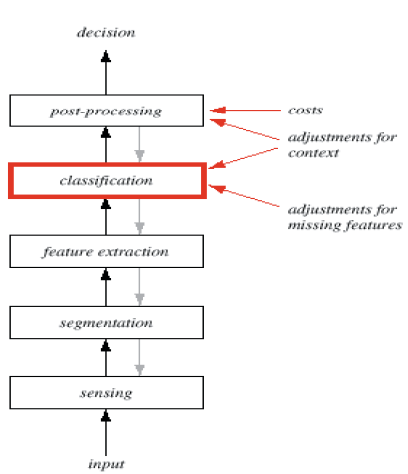 decision
post-processing
costs
adjustments for
context
classification
adjustments for
missing features
feature extraction
segmentation
sensing
input